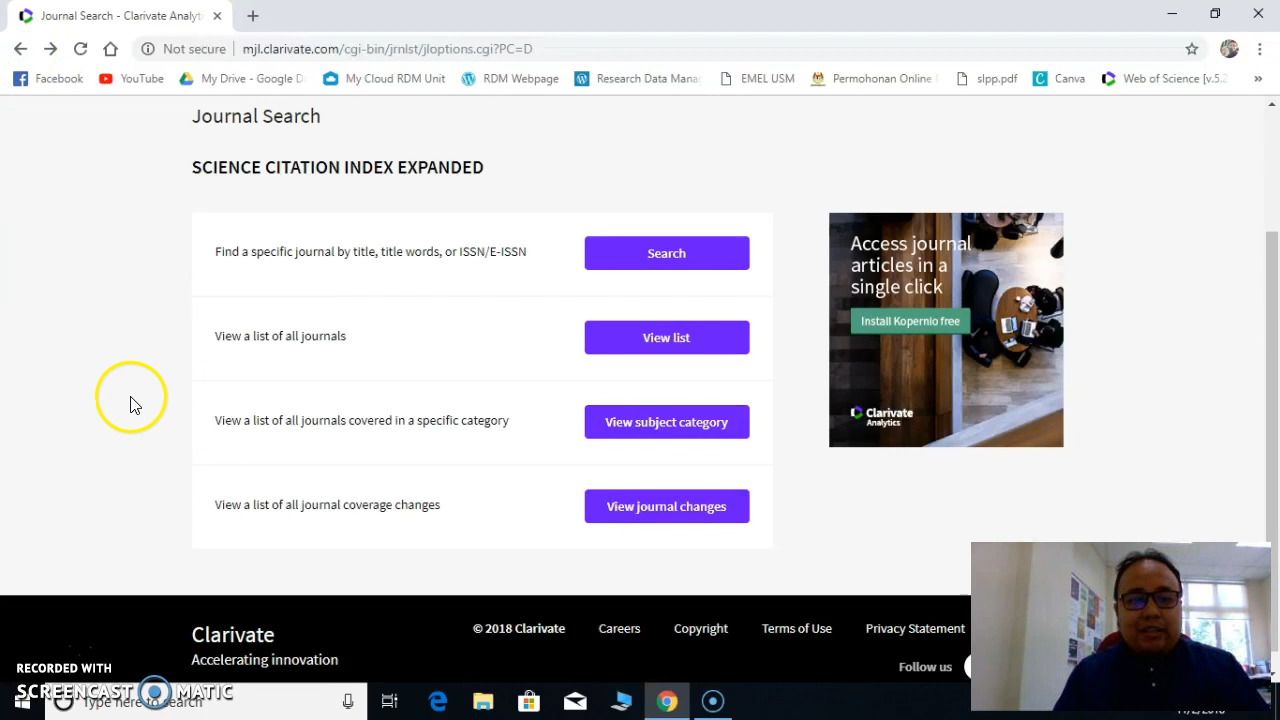 Journal Search - Clarivate Analyt
Not secure
mjl.clarivate.com/cgi-bin/jrnlst/jloptions.cgi?PC=D
Facebook
YouTube
My Drive - Google D
My Cloud RDM Unit
RDM Webpage
Research Data Mana
EMEL USM
Permohonan Online
slpp.pdf
Canva
Web of Science [v.5.2
Journal Search
SCIENCE CITATION INDEX EXPANDED
Find a specific journal by title, title words, or ISSN/E-ISSN
Search
View a list of all journals
View list
View a list of all journals covered in a specific category
View subject category
View a list of all journal coverage changes
View journal changes
Access journal
articles in a
single click
Install Kopernio free
Clarivate
Analytics
Clarivate
Accelerating innovation
© 2018 Clarivate
Careers
Copyright
Terms of Use
Privacy Statement
Follow us
RECORDED WITH
SCREENCAST MATIC
Type here to search